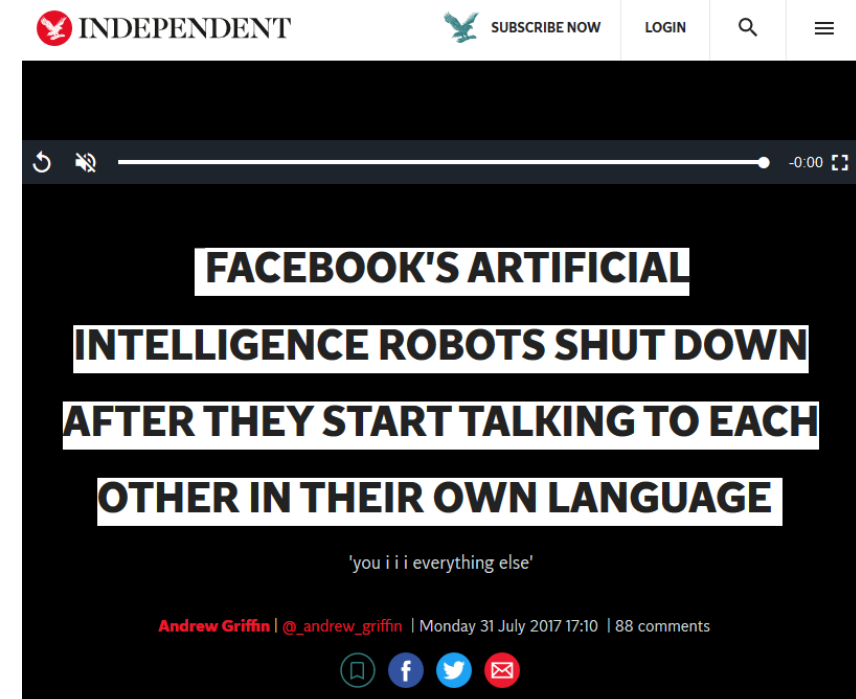 INDEPENDENT
SUBSCRIBE NOW
LOGIN
-0:00
FACEBOOK'S ARTIFICIAL
INTELLIGENCE ROBOTS SHUT DOWN
AFTER THEY START TALKING TO EACH
OTHER IN THEIR OWN LANGUAGE
'you i i i everything else'
Andrew Griffin | @_andrew_griffin | Monday 31 July 2017 17:10 | 88 comments